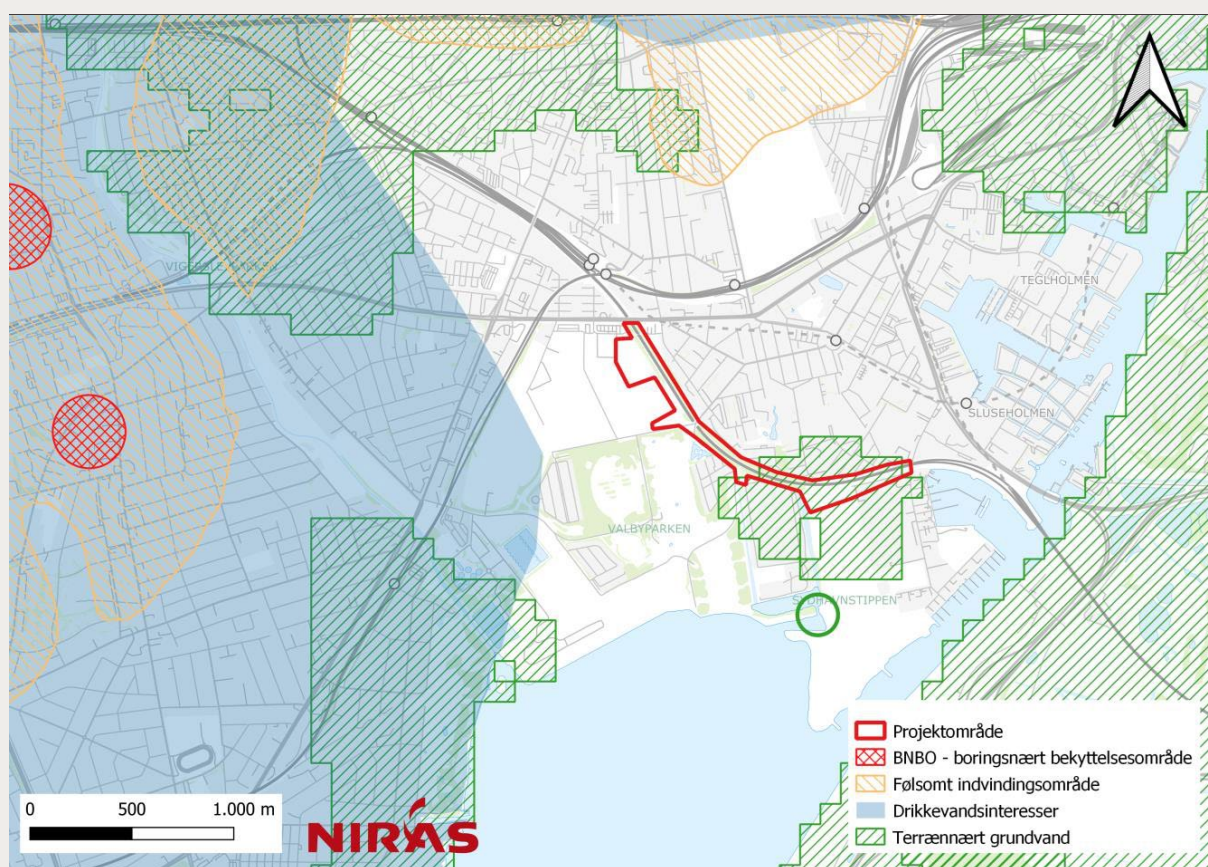 TEGLHOLMEN
SLUSEHOLMEN
VALBYPARKEN
SYDHAVNSTIPPEN
Projektområde
BNBO - boringsnært bekyttelsesområde
Følsomt indvindingsområde
Drikkevandsinteresser
Terrænnært grundvand
0 500 1.000 m
NIRAS